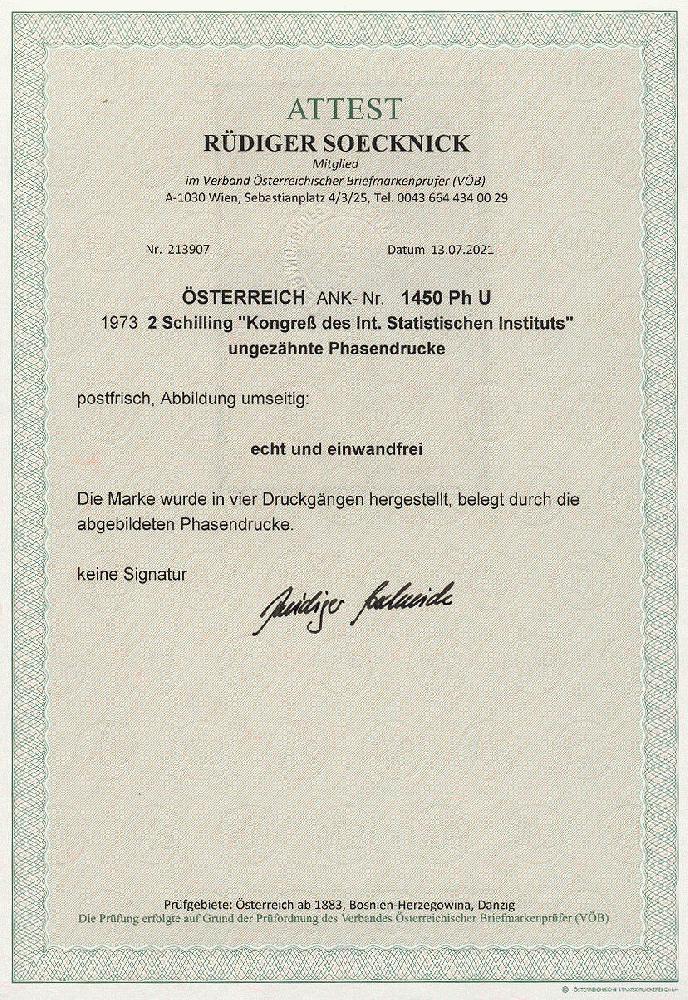 ATTEST
RÜDIGER SOECKNICK
Mitglied
im Verband Österreichischer Briefmarkenprüfer (VÖB)
A-1030 Wien, Sebastianplatz 4/3/25, Tel. 0043 664 434 00 29
Nr. 213907 Datum 13.07.2021
ÖSTERREICH ANK- Nr. 1450 Ph U
1973 2 Schilling "Kongreß des Int. Statistischen Instituts"
ungezähnte Phasendrucke
postfrisch, Abbildung umseitig:
echt und einwandfrei
Die Marke wurde in vier Druckgängen hergestellt, belegt durch die
abgebildeten Phasendrucke.
keine Signatur
Rüdiger Soecknick
Prüfgebiete: Österreich ab 1883, Bosnien-Herzegowina, Danzig
Die Prüfung erfolgte auf Grund der Prüfordnung des Verbandes Österreichischer Briefmarkenprüfer (VÖB)
© ÖSTERREICHISCHE STAATSDRUCKEREI GmbH